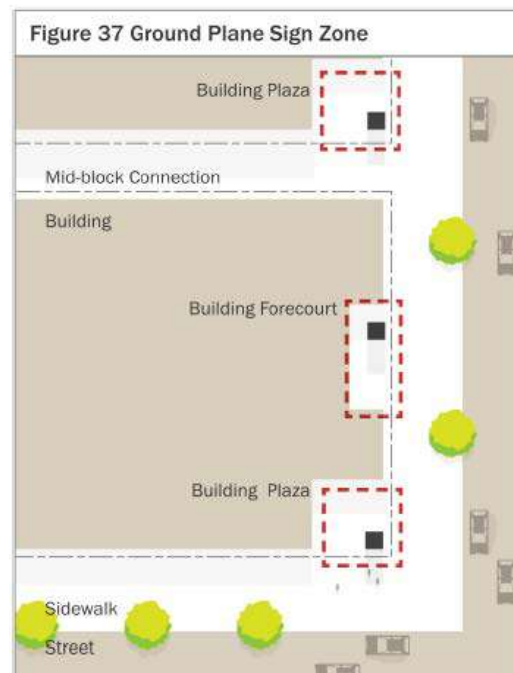 Figure 37 Ground Plane Sign Zone
Building Plaza
Mid-block Connection
Building
Building Forecourt
Building Plaza
Sidewalk
Street